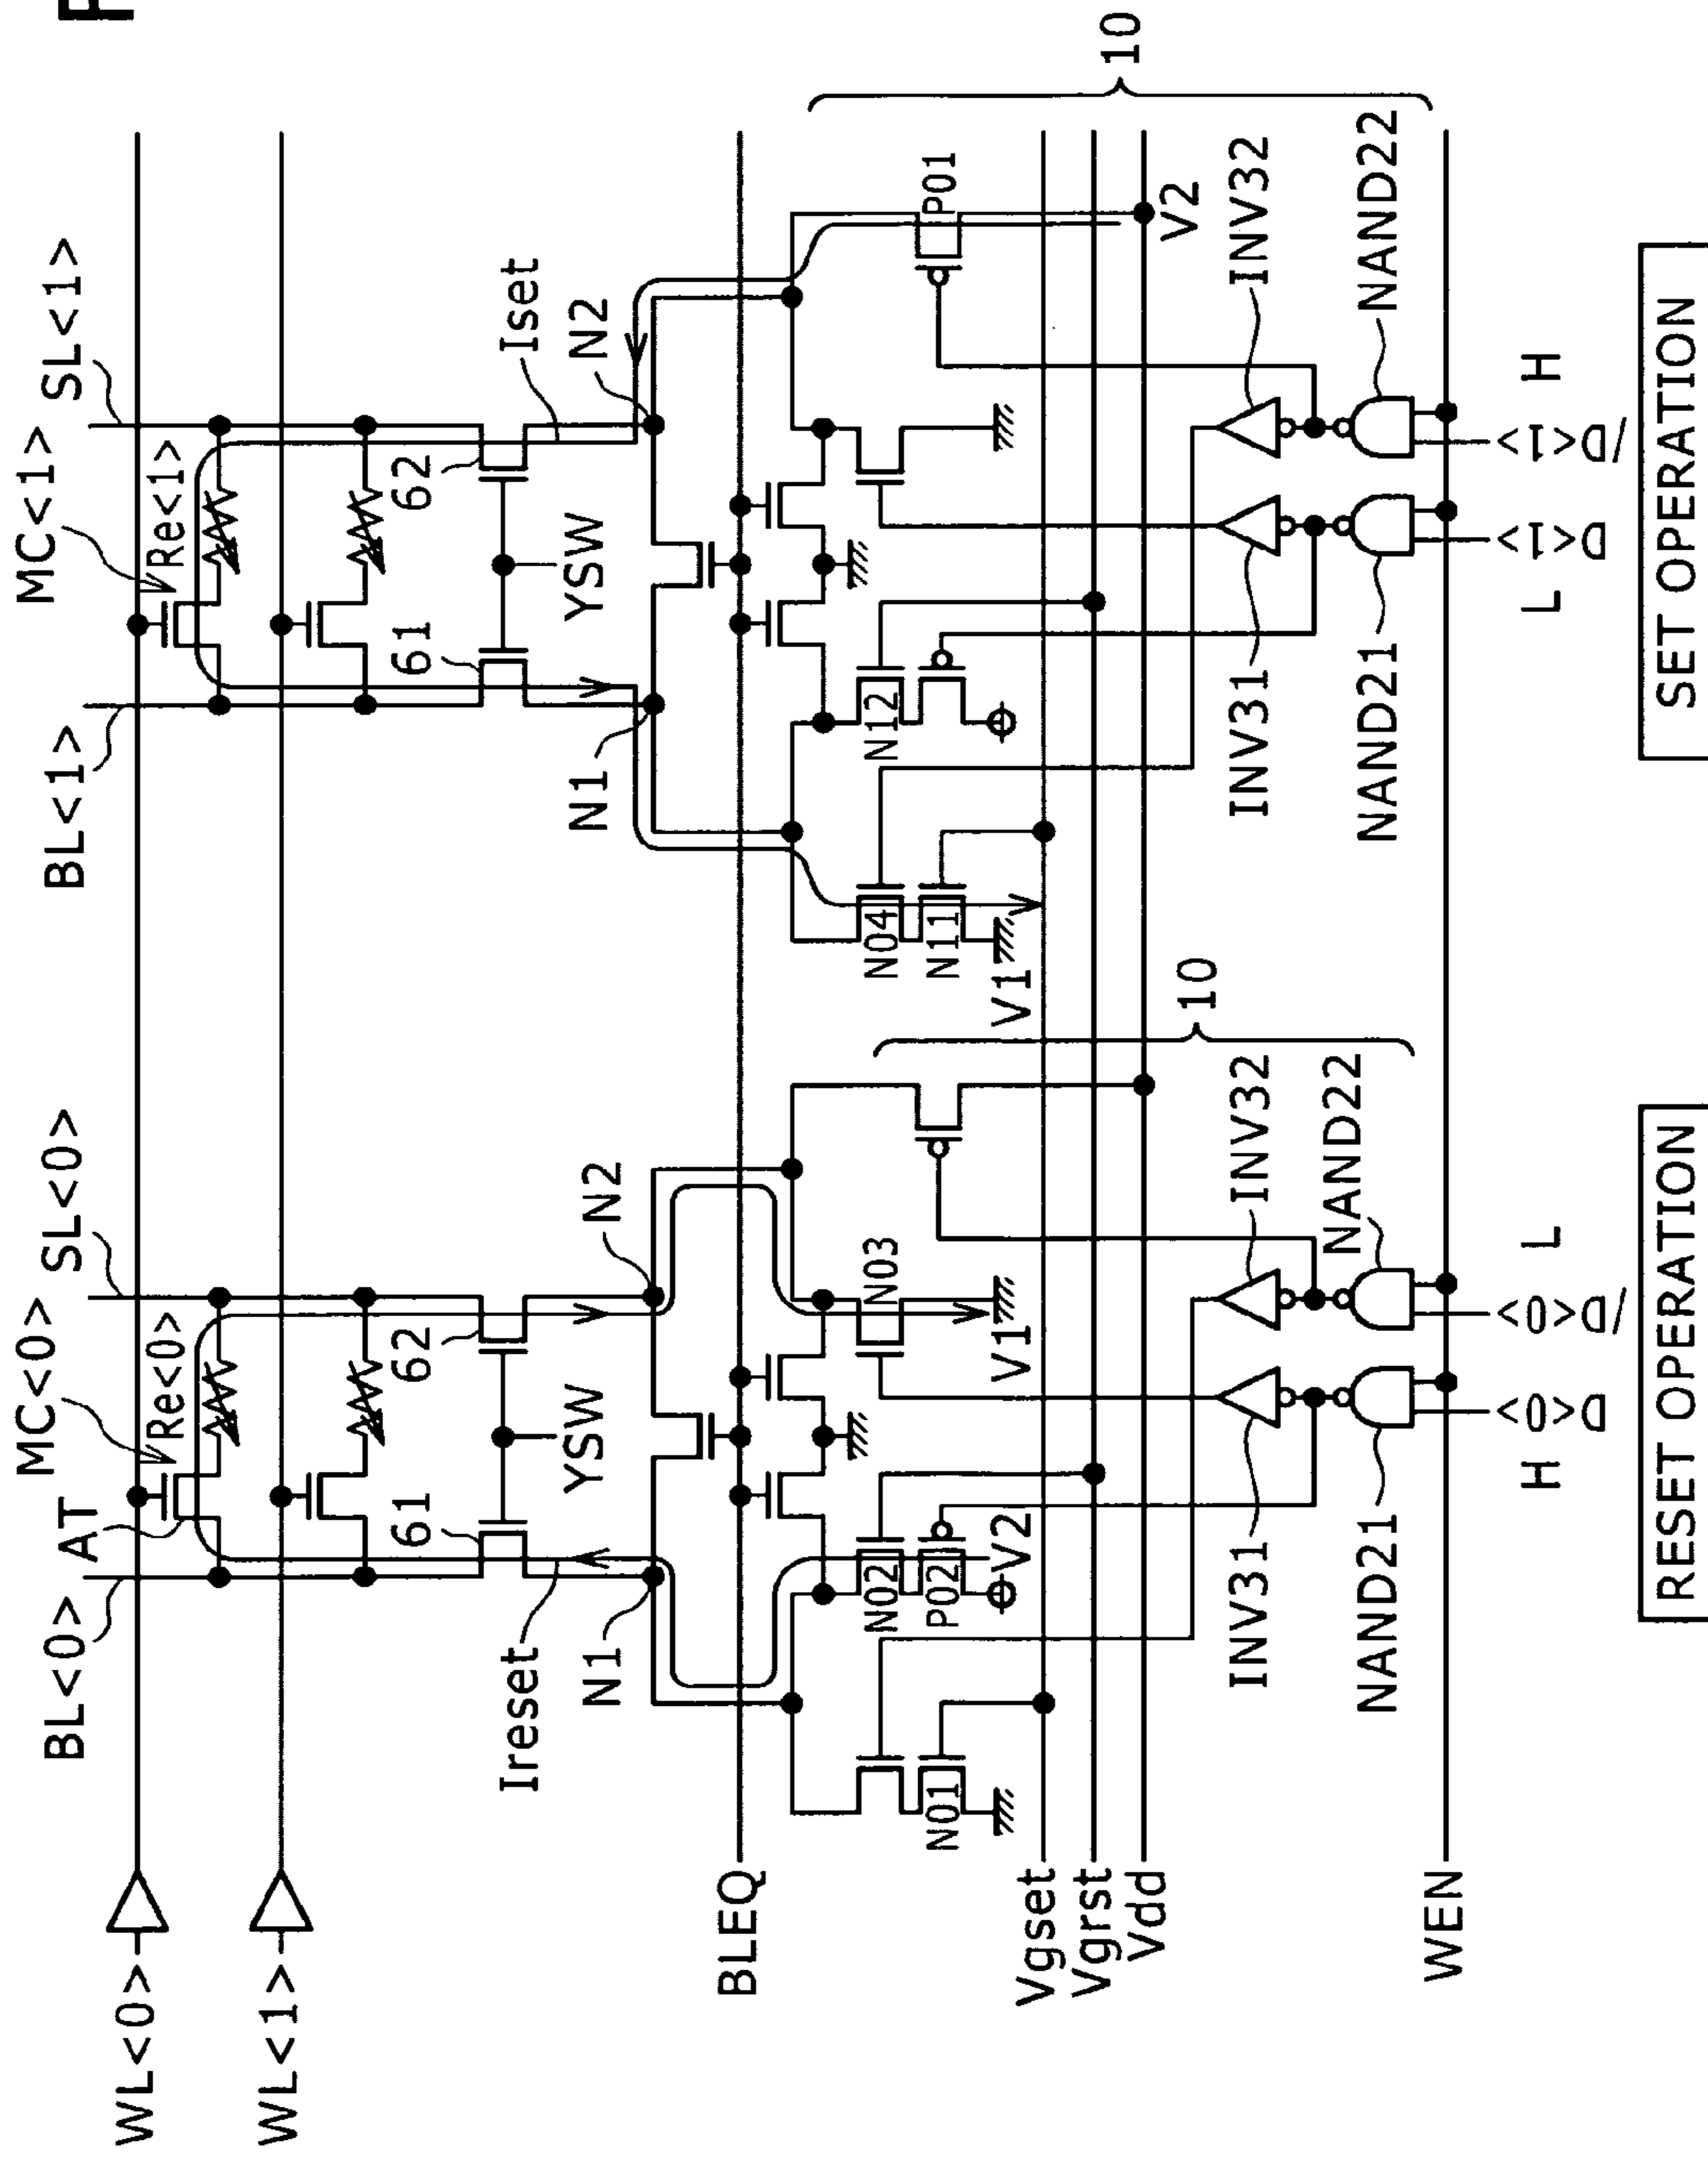 MC<0>
MC<1>
BL<0>
AT
SL<0>
BL<1>
SL<1>
WL<0>
Re<0>
Re<1>
WL<1>
61
62
61
62
Ireset
Iset
YSW
YSW
N1
N2
N1
N2
BLEQ
N02
N03
N04
N12
N01
P02
N11
P01
V2
V1
V1
Vgset
Vgrst
Vdd
V2
10
10
INV31
INV32
INV31
INV32
NAND21
NAND22
NAND21
NAND22
WEN
H
D<0>
/D<0>
L
L
D<1>
/D<1>
H
RESET OPERATION
SET OPERATION